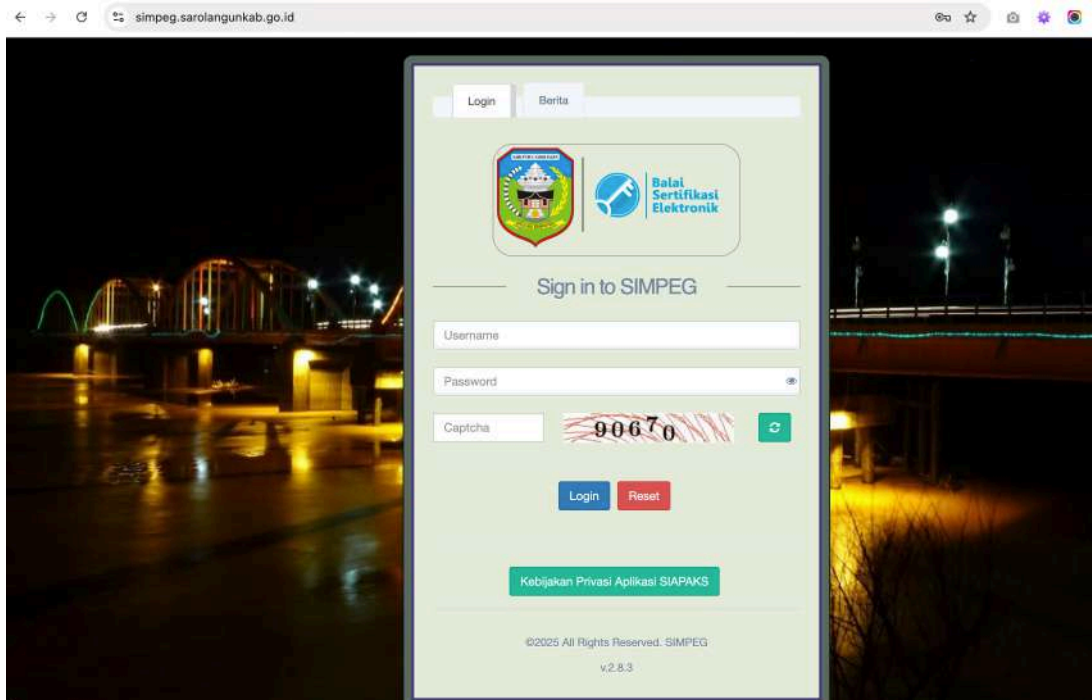 simpeg.sarolangunkab.go.id
Login
Berita
Balai
Sertifikasi
Elektronik
Sign in to SIMPEG
Username
Password
Captcha
90670
Login
Reset
Kebijakan Privasi Aplikasi SIAPAKS
©2025 All Rights Reserved. SIMPEG
v.2.8.3